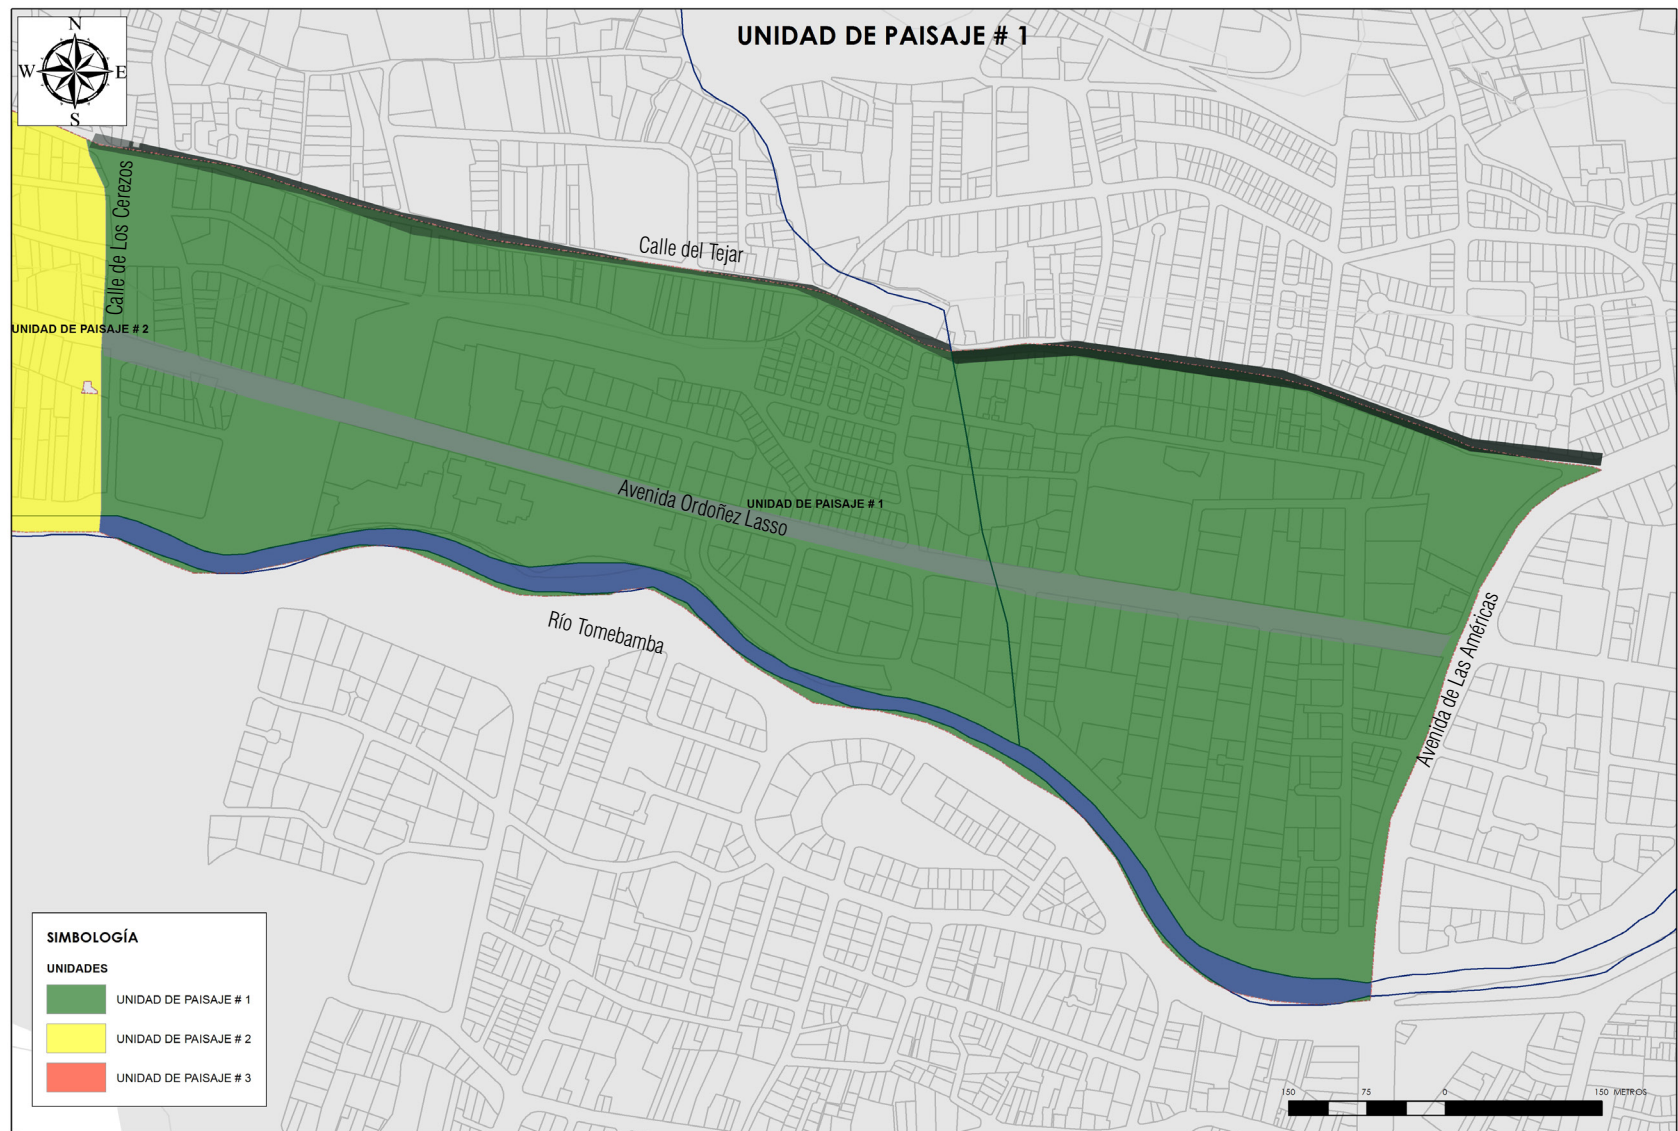 UNIDAD DE PAISAJE # 1
N
W
E
S
Calle de Los Cerezos
Calle del Tejar
UNIDAD DE PAISAJE # 2
Avenida Ordoñez Lasso
UNIDAD DE PAISAJE # 1
Río Tomebamba
Avenida de Las Américas
SIMBOLOGÍA
UNIDADES
UNIDAD DE PAISAJE # 1
UNIDAD DE PAISAJE # 2
UNIDAD DE PAISAJE # 3
150 75 0 150 METROS